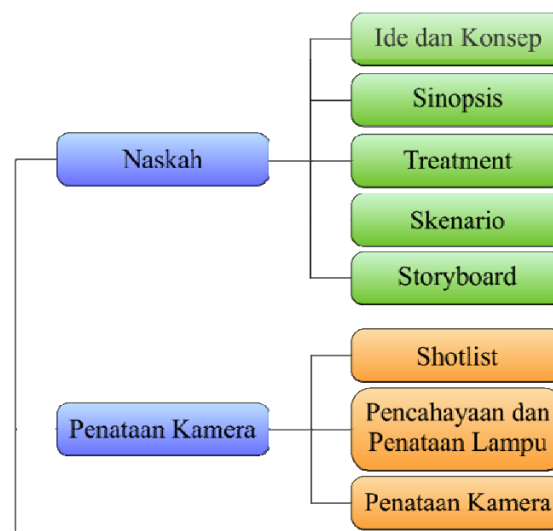 Naskah
Ide dan Konsep
Sinopsis
Treatment
Skenario
Storyboard
Penataan Kamera
Shotlist
Pencahayaan dan
Penataan Lampu
Penataan Kamera